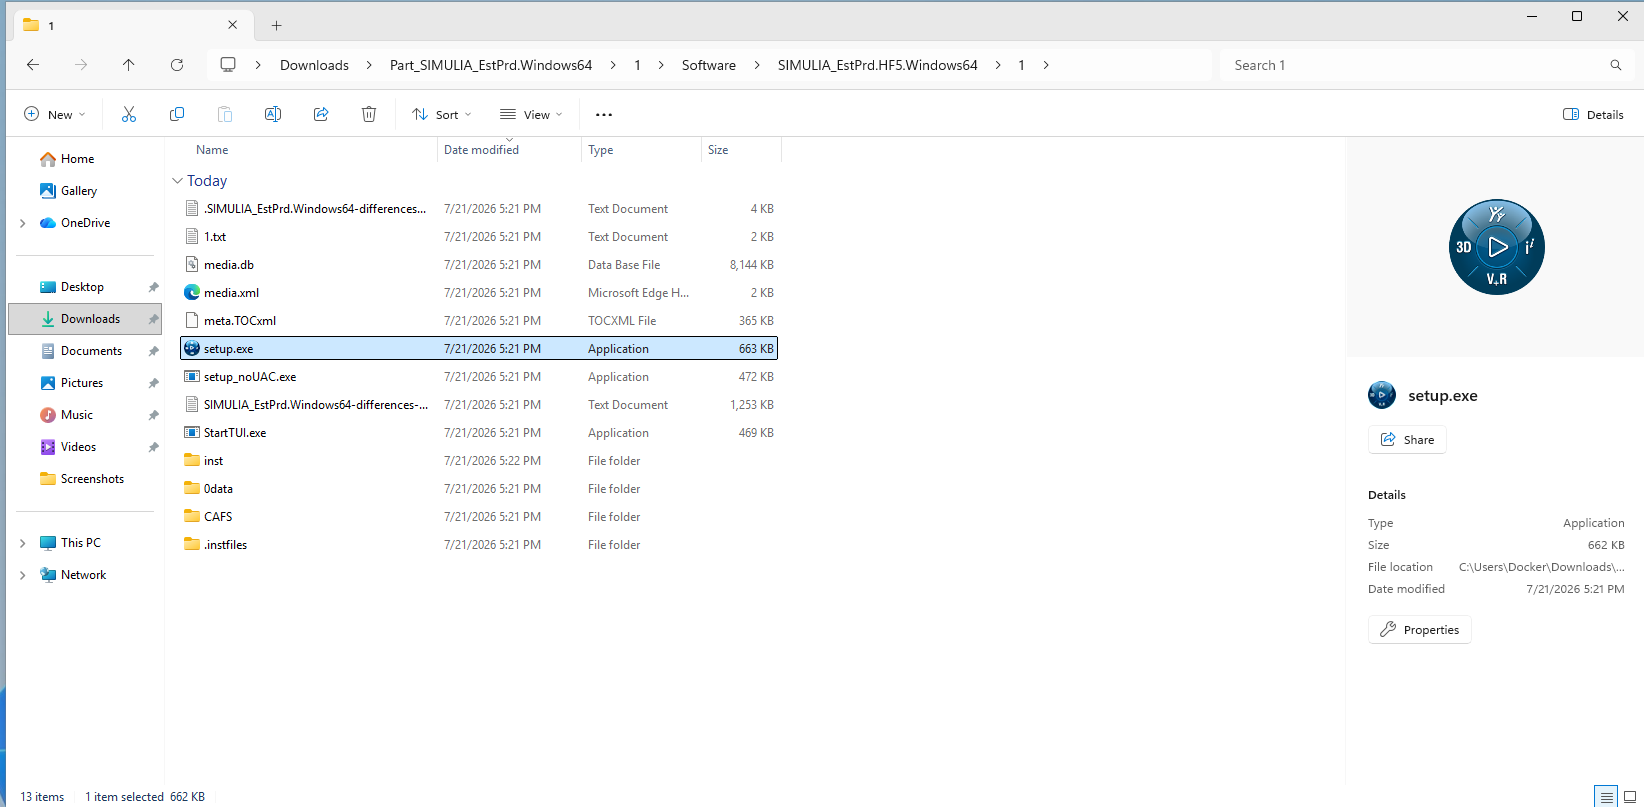 1
Downloads > Part_SIMULIA_EstPrd.Windows64 > 1 > Software > SIMULIA_EstPrd.HF5.Windows64 > 1 >
Search 1
New
Sort
View
Details
Home
Gallery
OneDrive
Desktop
Downloads
Documents
Pictures
Music
Videos
Screenshots
This PC
Network
Name Date modified Type Size
Today
.SIMULIA_EstPrd.Windows64-differences... 7/21/2026 5:21 PM Text Document 4 KB
1.txt 7/21/2026 5:21 PM Text Document 2 KB
media.db 7/21/2026 5:21 PM Data Base File 8,144 KB
media.xml 7/21/2026 5:21 PM Microsoft Edge H... 2 KB
meta.TOCxml 7/21/2026 5:21 PM TOCXML File 365 KB
setup.exe 7/21/2026 5:21 PM Application 663 KB
setup_noUAC.exe 7/21/2026 5:21 PM Application 472 KB
SIMULIA_EstPrd.Windows64-differences-... 7/21/2026 5:21 PM Text Document 1,253 KB
StartTUI.exe 7/21/2026 5:21 PM Application 469 KB
inst 7/21/2026 5:22 PM File folder
0data 7/21/2026 5:21 PM File folder
CAFS 7/21/2026 5:21 PM File folder
.instfiles 7/21/2026 5:21 PM File folder
3D
V+R
setup.exe
Share
Details
Type Application
Size 662 KB
File location C:\Users\Docker\Downloads\...
Date modified 7/21/2026 5:21 PM
Properties
13 items 1 item selected 662 KB